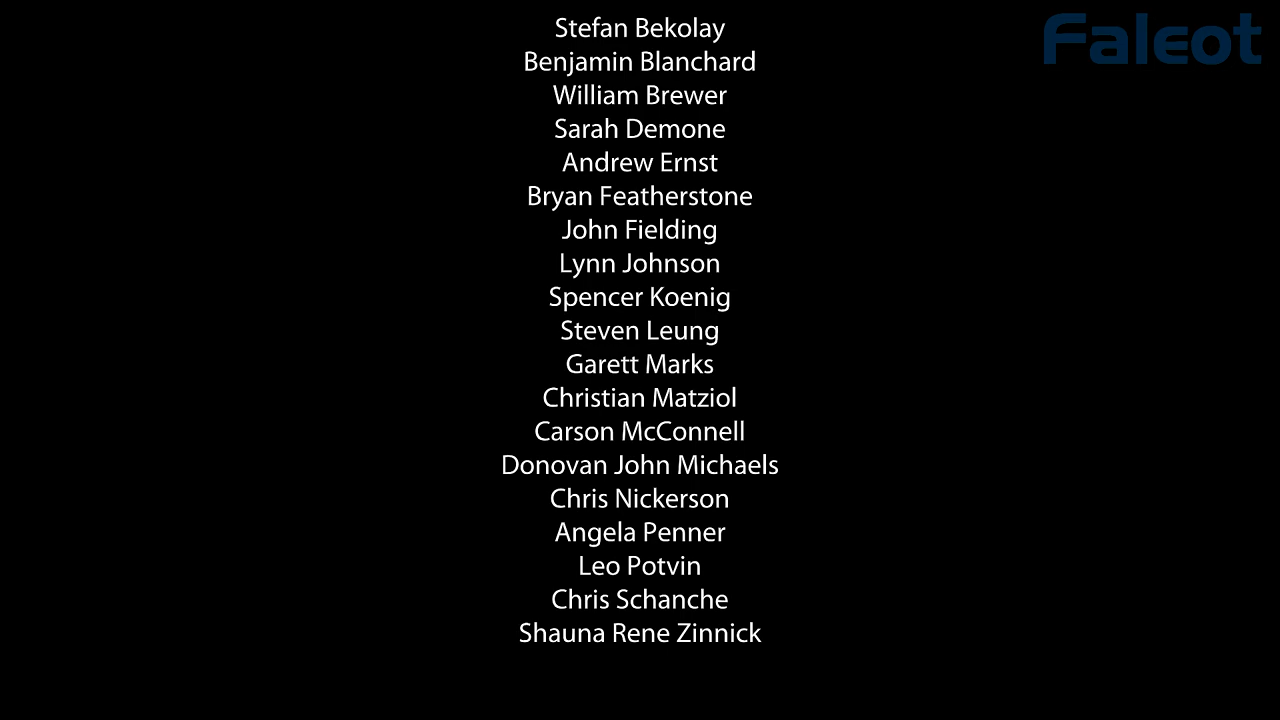 Stefan Bekolay
Faleot
Benjamin Blanchard
William Brewer
Sarah Demone
Andrew Ernst
Bryan Featherstone
John Fielding
Lynn Johnson
Spencer Koenig
Steven Leung
Garett Marks
Christian Matziol
Carson McConnell
Donovan John Michaels
Chris Nickerson
Angela Penner
Leo Potvin
Chris Schanche
Shauna Rene Zinnick